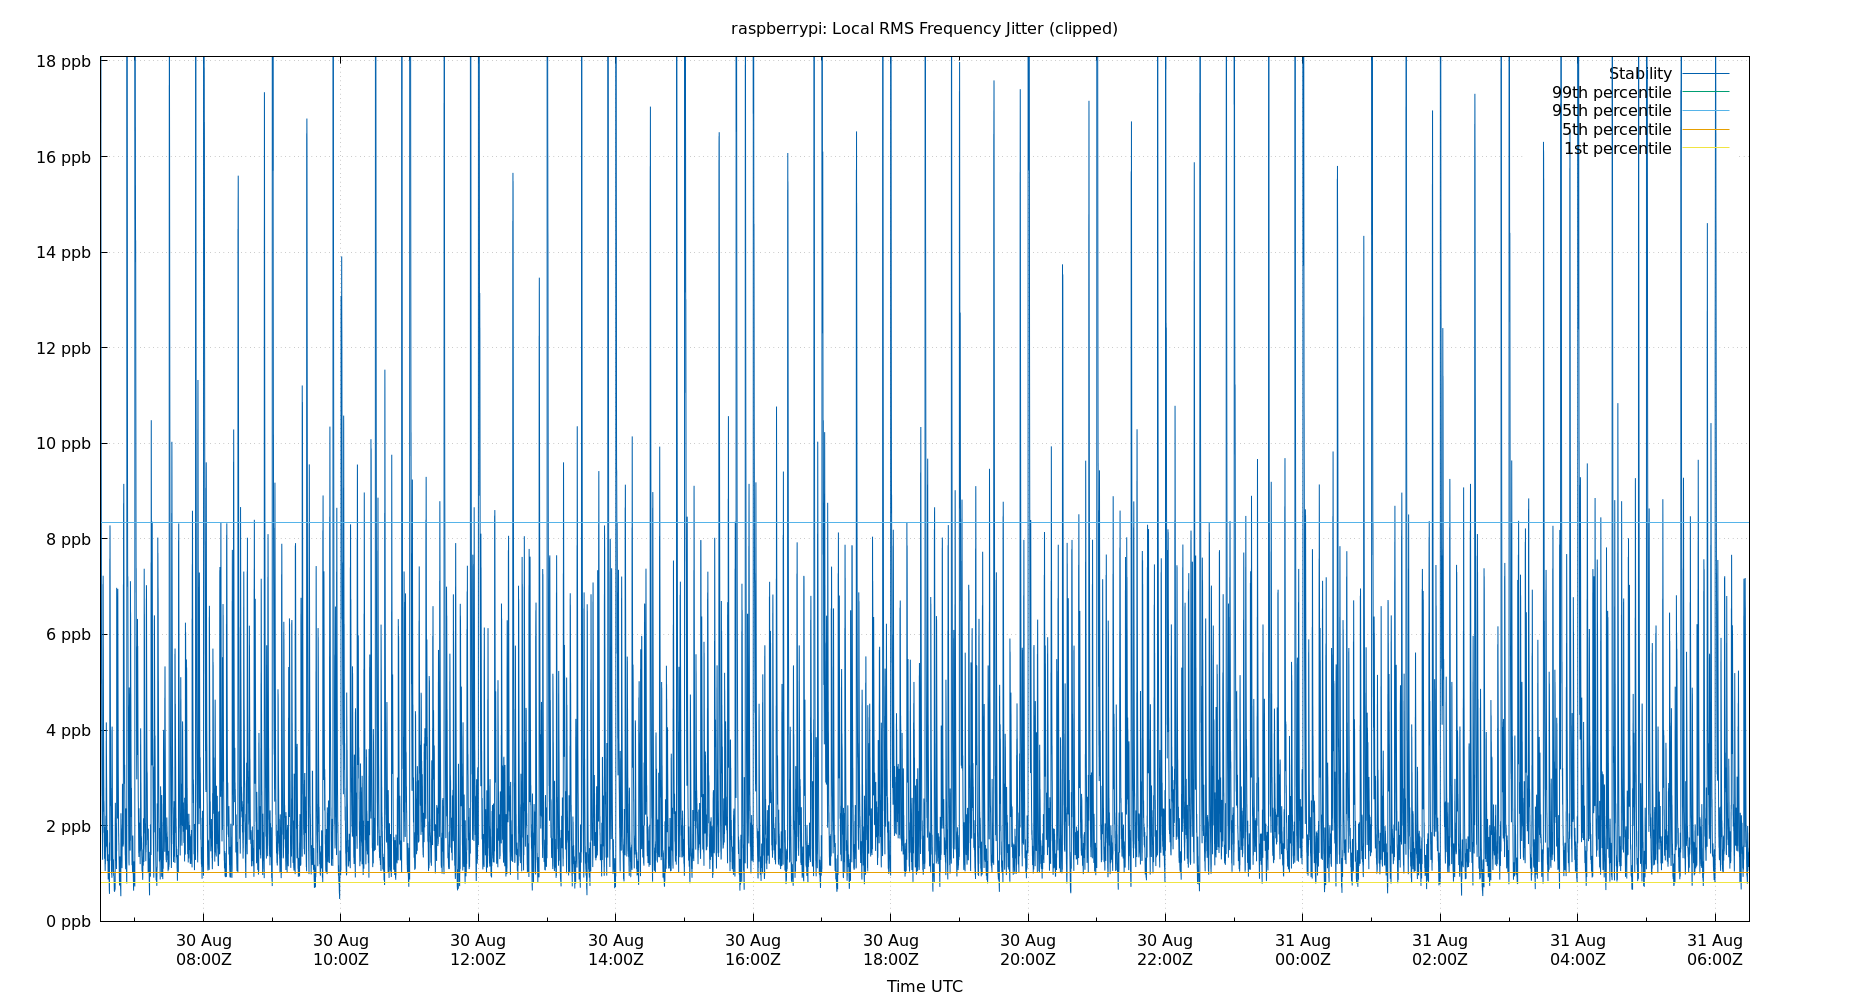 raspberrypi: Local RMS Frequency Jitter (clipped)
18 ppb
16 ppb
14 ppb
12 ppb
10 ppb
8 ppb
6 ppb
4 ppb
2 ppb
0 ppb
Stability
99th percentile
95th percentile
5th percentile
1st percentile
30 Aug
08:00Z
30 Aug
10:00Z
30 Aug
12:00Z
30 Aug
14:00Z
30 Aug
16:00Z
30 Aug
18:00Z
30 Aug
20:00Z
30 Aug
22:00Z
31 Aug
00:00Z
31 Aug
02:00Z
31 Aug
04:00Z
31 Aug
06:00Z
Time UTC